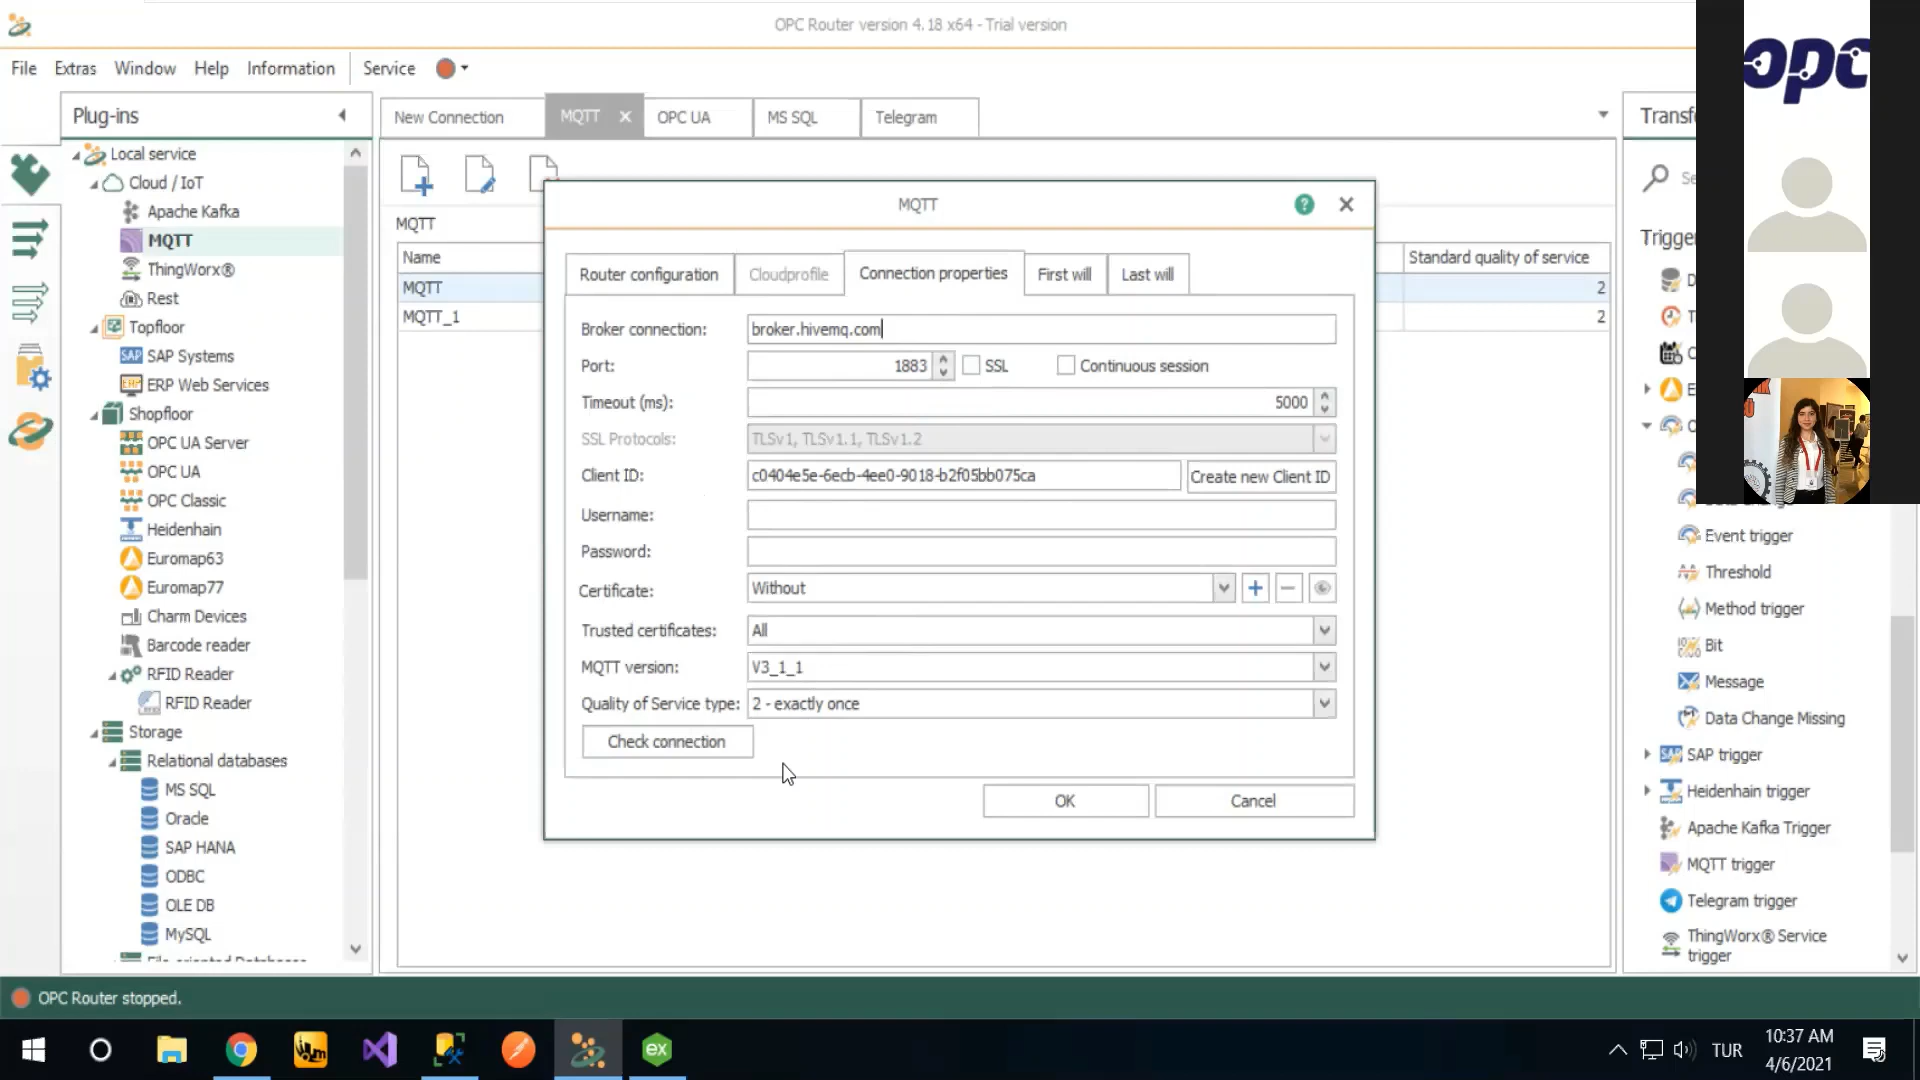 OPC Router version 4.18 x64 - Trial version
File Extras Window Help Information Service
Plug-ins
Local service
Cloud / IoT
Apache Kafka
MQTT
ThingWorx®
Rest
Topfloor
SAP Systems
ERP Web Services
Shopfloor
OPC UA Server
OPC UA
OPC Classic
Heidenhain
Euromap63
Euromap77
Charm Devices
Barcode reader
RFID Reader
RFID Reader
Storage
Relational databases
MS SQL
Oracle
SAP HANA
ODBC
OLE DB
MySQL
New Connection MQTT OPC UA MS SQL Telegram
MQTT
Name Standard quality of service
MQTT 2
MQTT_1 2
MQTT
Router configuration Cloudprofile Connection properties First will Last will
Broker connection: broker.hivemq.com
Port: 1883 SSL Continuous session
Timeout (ms): 5000
SSL Protocols: TLSv1, TLSv1.1, TLSv1.2
Client ID: c0404e5e-6ecb-4ee0-9018-b2f05bb075ca Create new Client ID
Username:
Password:
Certificate: Without
Trusted certificates: All
MQTT version: V3_1_1
Quality of Service type: 2 - exactly once
Check connection
OK Cancel
opc
Event trigger
Threshold
Method trigger
Bit
Message
Data Change Missing
SAP trigger
Heidenhain trigger
Apache Kafka Trigger
MQTT trigger
Telegram trigger
ThingWorx® Service
trigger
OPC Router stopped.
TUR
10:37 AM
4/6/2021